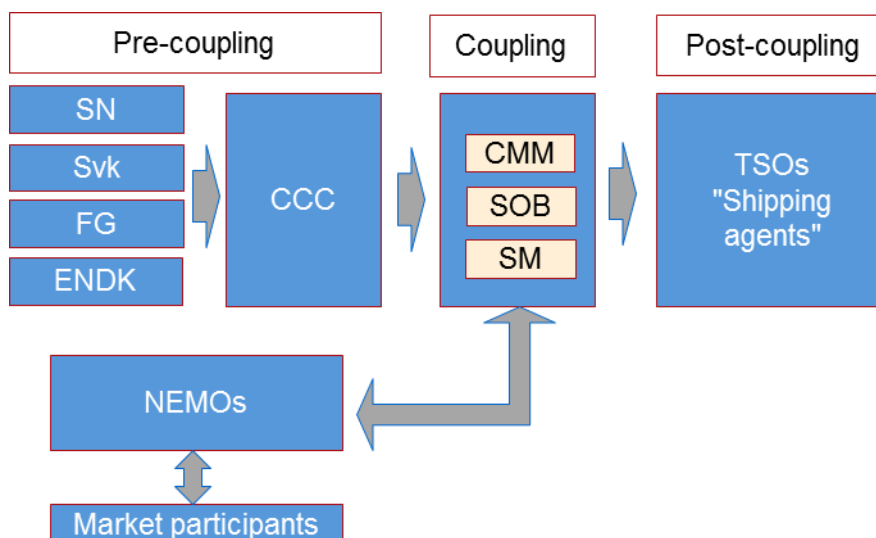 Pre-coupling
Coupling
Post-coupling
SN
Svk
FG
ENDK
CCC
CMM
SOB
SM
TSOs
"Shipping
agents"
NEMOs
Market participants